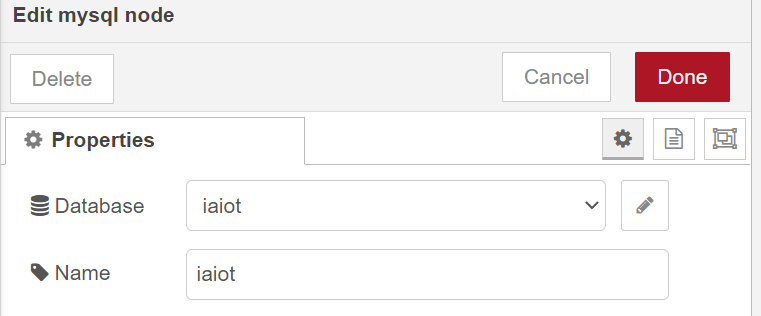 Edit mysql node
Delete
Cancel
Done
Properties
Database
iaiot
Name
iaiot